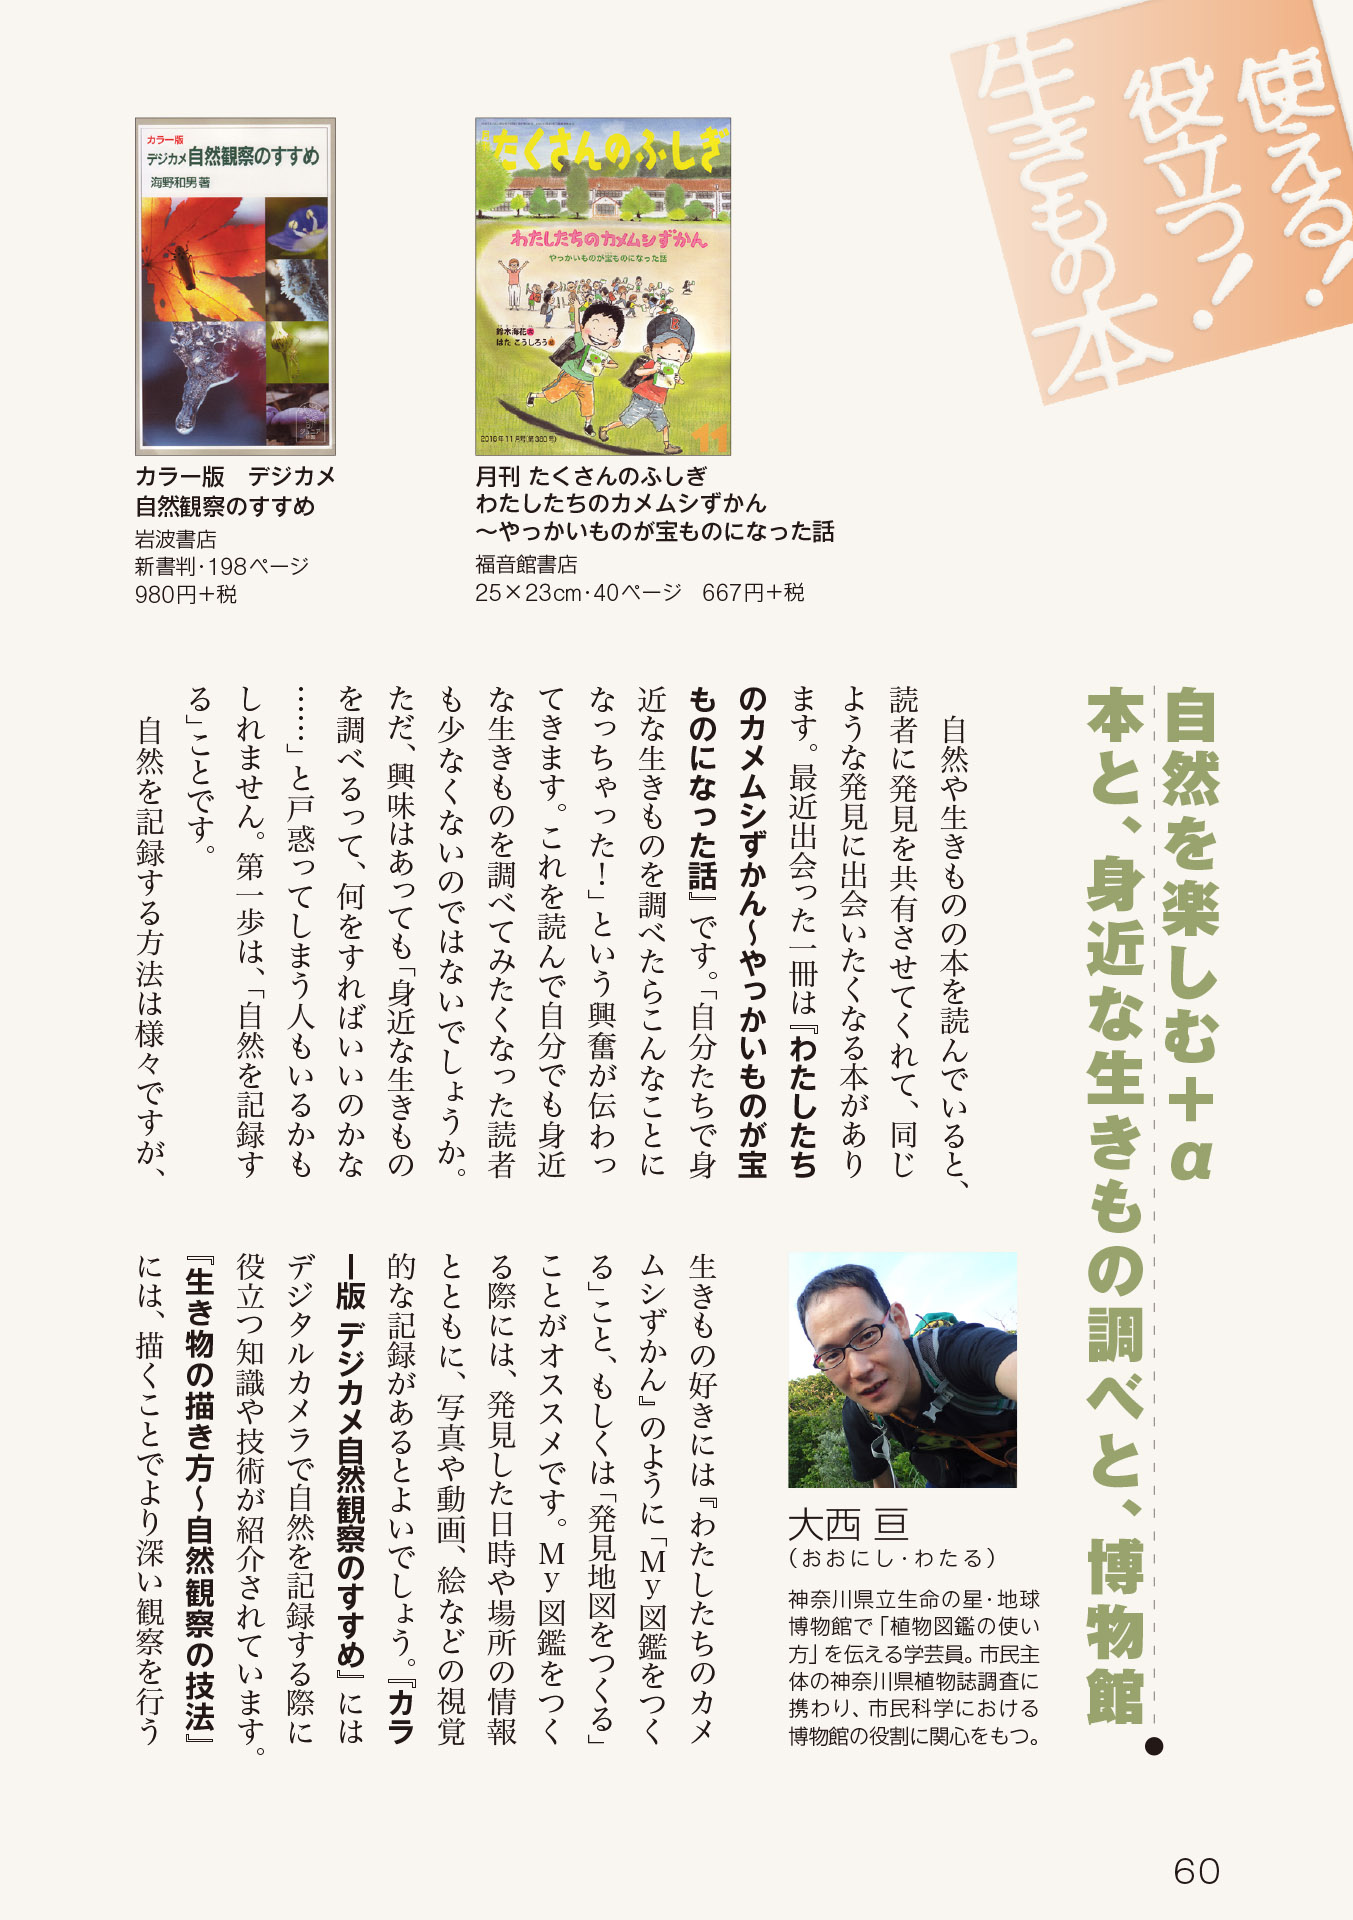 使える！
役立つ！
生きもの本
カラー版
デジカメ自然観察のすすめ
海野和男著
カラー版　デジカメ
自然観察のすすめ
岩波書店
新書判・198ページ
980円＋税
たくさんのふしぎ
わたしたちのカメムシずかん
やっかいものが宝ものになった話
鈴木海花 文
はた こうしろう 絵
2016年11月号(第380号)
11
月刊 たくさんのふしぎ
わたしたちのカメムシずかん
〜やっかいものが宝ものになった話
福音館書店
25×23cm・40ページ　667円＋税
自然を楽しむ＋α
本と、身近な生きもの調べと、博物館
自然や生きものの本を読んでいると、
読者に発見を共有させてくれて、同じ
ような発見に出会いたくなる本があり
ます。最近出会った一冊は『わたしたち
のカメムシずかん〜やっかいものが宝
ものになった話』です。「自分たちで身
近な生きものを調べたらこんなことに
なっちゃった！」という興奮が伝わっ
てきます。これを読んで自分でも身近
な生きものを調べてみたくなった読者
も少なくないのではないでしょうか。
ただ、興味はあっても「身近な生きもの
を調べるって、何をすればいいのかな
……」と戸惑ってしまう人もいるかも
しれません。第一歩は、「自然を記録す
る」ことです。
自然を記録する方法は様々ですが、
大西 亘
（おおにし・わたる）
神奈川県立生命の星・地球
博物館で「植物図鑑の使い
方」を伝える学芸員。市民主
体の神奈川県植物誌調査に
携わり、市民科学における
博物館の役割に関心をもつ。
生きもの好きには『わたしたちのカメ
ムシずかん』のように「Ｍｙ図鑑をつく
る」こと、もしくは「発見地図をつくる」
ことがオススメです。Ｍｙ図鑑をつく
る際には、発見した日時や場所の情報
とともに、写真や動画、絵などの視覚
的な記録があるとよいでしょう。『カラ
ー版 デジカメ自然観察のすすめ』には
デジタルカメラで自然を記録する際に
役立つ知識や技術が紹介されています。
『生き物の描き方〜自然観察の技法』
には、描くことでより深い観察を行う
60